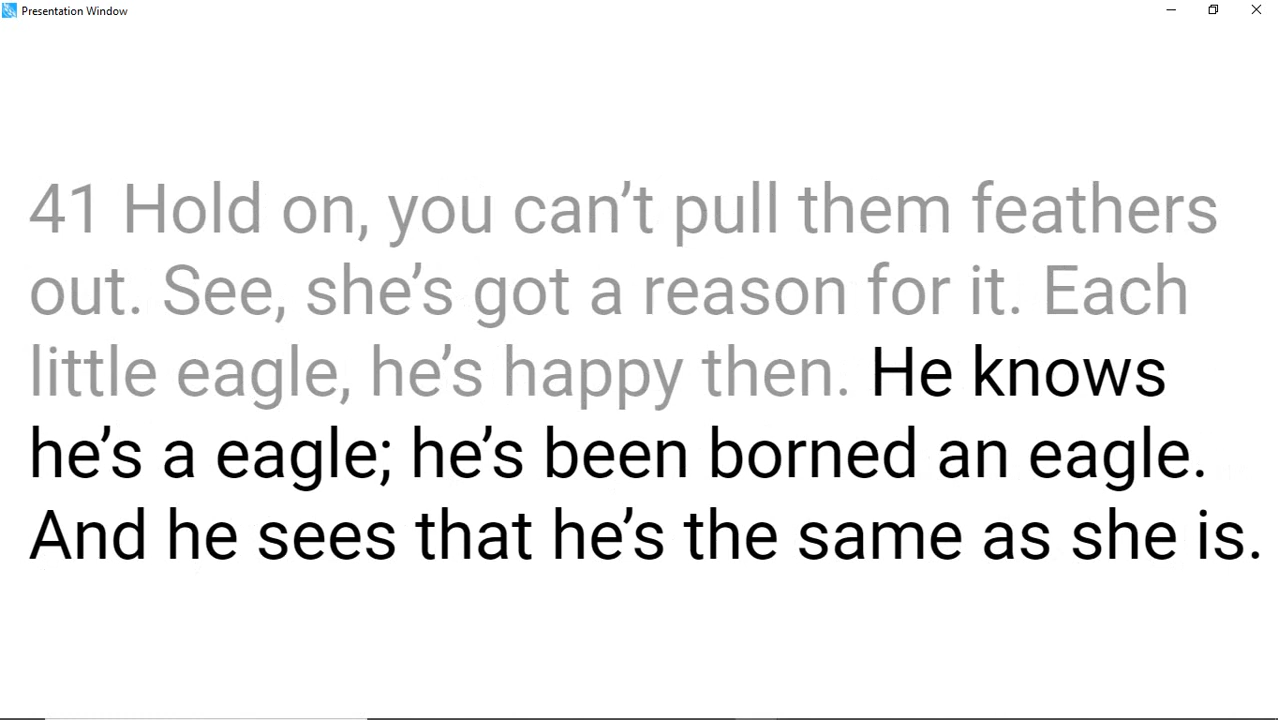 Presentation Window
41 Hold on, you can’t pull them feathers
out. See, she’s got a reason for it. Each
little eagle, he’s happy then. He knows
he’s a eagle; he’s been borned an eagle.
And he sees that he’s the same as she is.